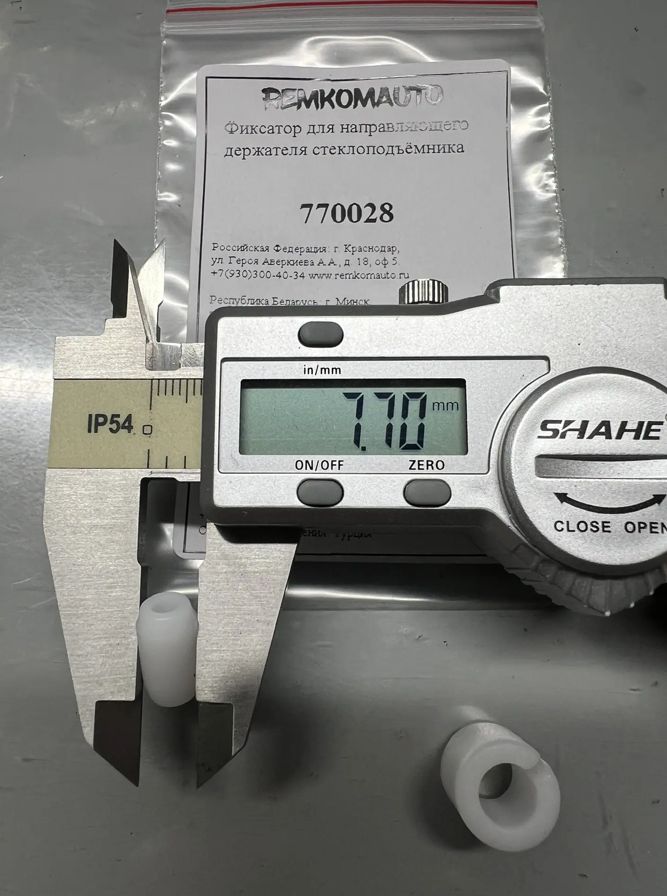 REMKOMAUTO
Фиксатор для направляющего
держателя стеклоподъёмника
770028
Российская Федерация: г. Краснодар,
ул. Героя Аверкиева А.А., д. 18, оф 5.
+7(930)300-40-34 www.remkomauto.ru
Республика Беларусь, г. Минск,
in/mm
IP54
7.70 mm
ON/OFF ZERO
SHAHE
CLOSE OPEN
Турция